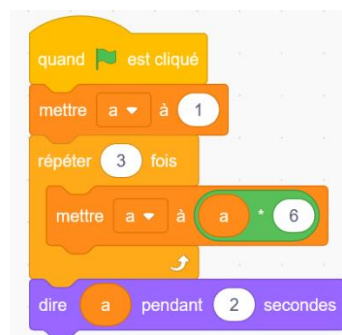 quand est cliqué
mettre a à 1
répéter 3 fois
mettre a à a * 6
dire a pendant 2 secondes